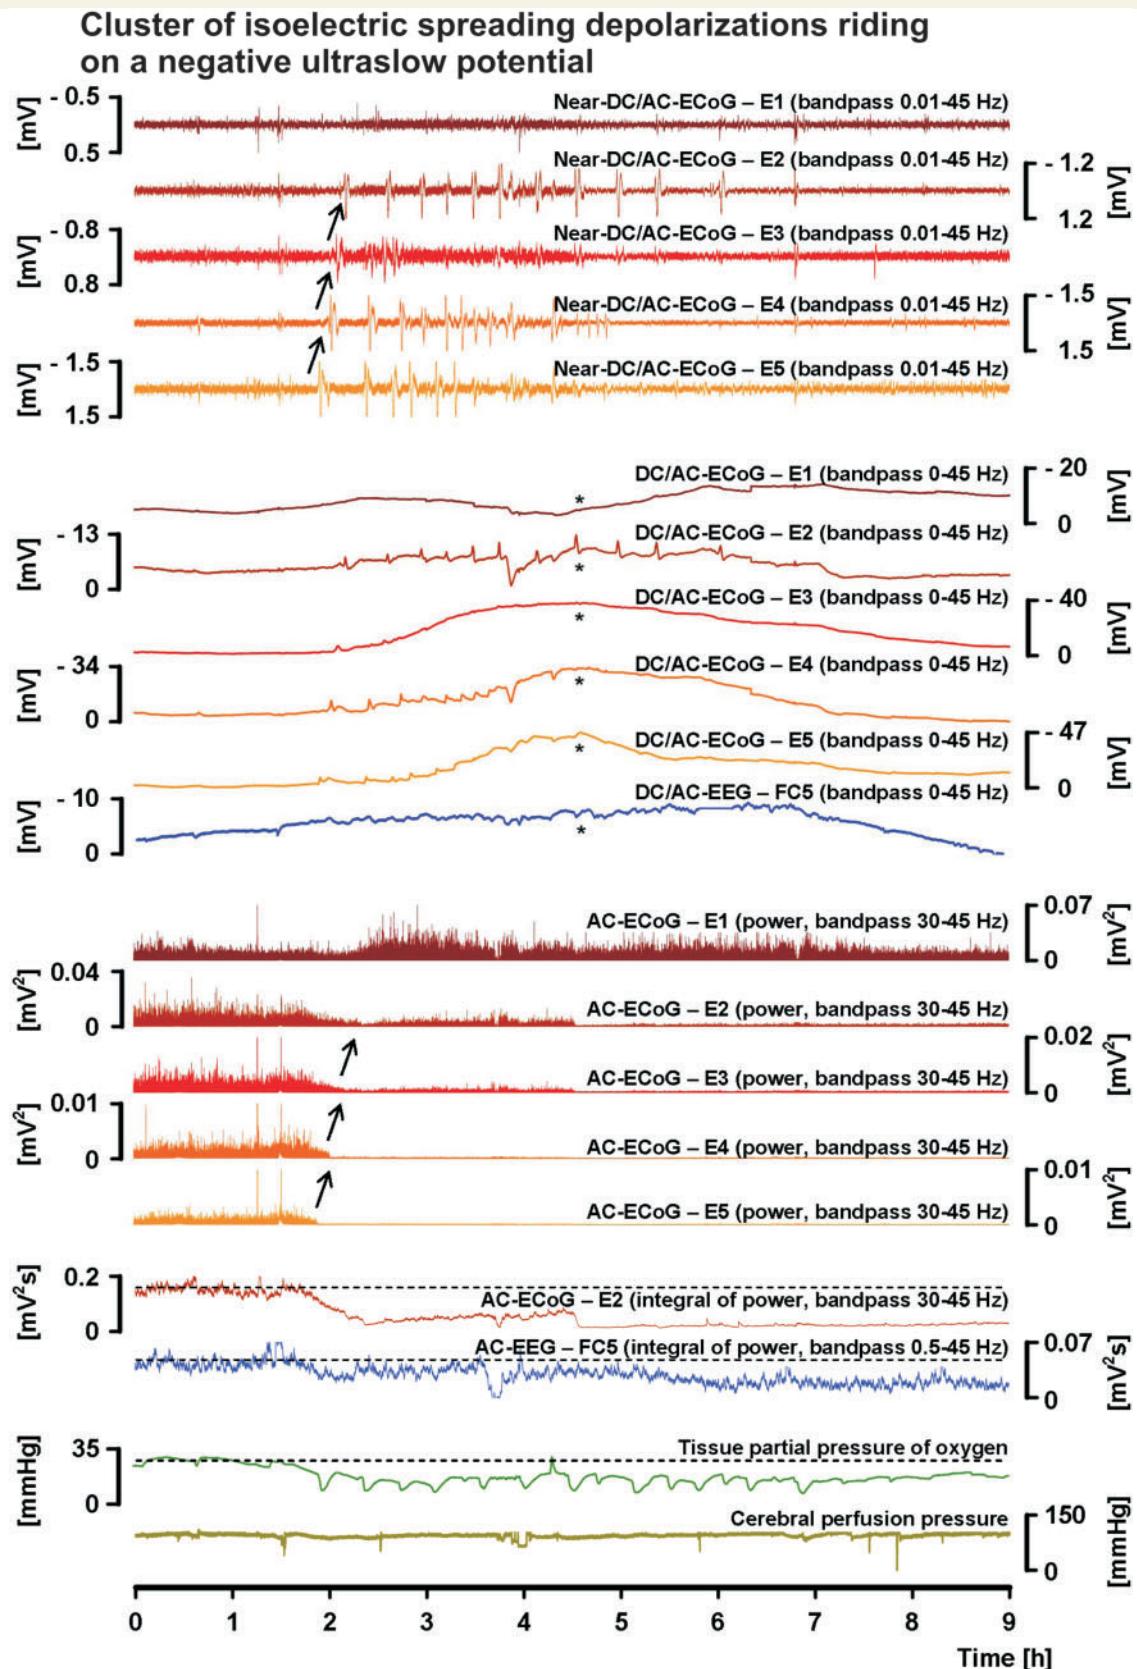 Cluster of isoelectric spreading depolarizations riding
on a negative ultraslow potential
[mV]
- 0.5
0.5
Near-DC/AC-ECoG – E1 (bandpass 0.01-45 Hz)
Near-DC/AC-ECoG – E2 (bandpass 0.01-45 Hz)
- 1.2
1.2
[mV]
[mV]
- 0.8
0.8
Near-DC/AC-ECoG – E3 (bandpass 0.01-45 Hz)
Near-DC/AC-ECoG – E4 (bandpass 0.01-45 Hz)
- 1.5
1.5
[mV]
[mV]
- 1.5
1.5
Near-DC/AC-ECoG – E5 (bandpass 0.01-45 Hz)
DC/AC-ECoG – E1 (bandpass 0-45 Hz)
- 20
0
[mV]
*
[mV]
- 13
0
DC/AC-ECoG – E2 (bandpass 0-45 Hz)
*
DC/AC-ECoG – E3 (bandpass 0-45 Hz)
- 40
0
[mV]
*
[mV]
- 34
0
DC/AC-ECoG – E4 (bandpass 0-45 Hz)
*
DC/AC-ECoG – E5 (bandpass 0-45 Hz)
- 47
0
[mV]
*
[mV]
- 10
0
DC/AC-EEG – FC5 (bandpass 0-45 Hz)
*
AC-ECoG – E1 (power, bandpass 30-45 Hz)
0.07
0
[mV²]
[mV²]
0.04
0
AC-ECoG – E2 (power, bandpass 30-45 Hz)
AC-ECoG – E3 (power, bandpass 30-45 Hz)
0.02
0
[mV²]
[mV²]
0.01
0
AC-ECoG – E4 (power, bandpass 30-45 Hz)
AC-ECoG – E5 (power, bandpass 30-45 Hz)
0.01
0
[mV²]
[mV²s]
0.2
0
AC-ECoG – E2 (integral of power, bandpass 30-45 Hz)
AC-EEG – FC5 (integral of power, bandpass 0.5-45 Hz)
0.07
0
[mV²s]
[mmHg]
35
0
Tissue partial pressure of oxygen
Cerebral perfusion pressure
150
0
[mmHg]
0 1 2 3 4 5 6 7 8 9
Time [h]